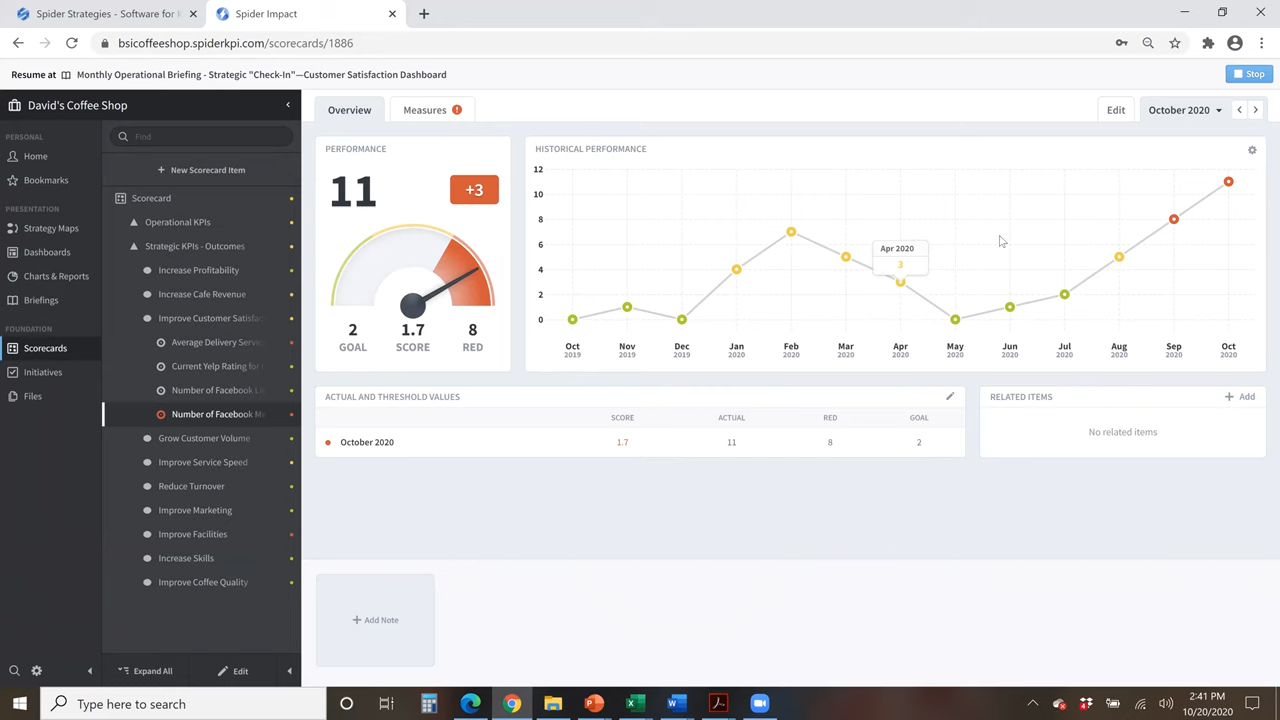 Spider Strategies - Software for
Spider Impact
bsicoffeeshop.spiderkpi.com/scorecards/1886
Resume at Monthly Operational Briefing - Strategic "Check-In"—Customer Satisfaction Dashboard
Stop
David's Coffee Shop
PERSONAL
Home
Bookmarks
PRESENTATION
Strategy Maps
Dashboards
Charts & Reports
Briefings
FOUNDATION
Scorecards
Initiatives
Files
Find
+ New Scorecard Item
Scorecard
Operational KPIs
Strategic KPIs - Outcomes
Increase Profitability
Increase Cafe Revenue
Improve Customer Satisfac
Average Delivery Servi
Current Yelp Rating for
Number of Facebook Li
Number of Facebook Me
Grow Customer Volume
Improve Service Speed
Reduce Turnover
Improve Marketing
Improve Facilities
Increase Skills
Improve Coffee Quality
Expand All
Edit
Overview
Measures !
Edit
October 2020
PERFORMANCE
11
+3
2
1.7
8
GOAL
SCORE
RED
HISTORICAL PERFORMANCE
12
10
8
6
4
2
0
Apr 2020
3
Oct 2019
Nov 2019
Dec 2019
Jan 2020
Feb 2020
Mar 2020
Apr 2020
May 2020
Jun 2020
Jul 2020
Aug 2020
Sep 2020
Oct 2020
ACTUAL AND THRESHOLD VALUES
SCORE ACTUAL RED GOAL
October 2020 1.7 11 8 2
RELATED ITEMS
+ Add
No related items
+ Add Note
Type here to search
2:41 PM
10/20/2020